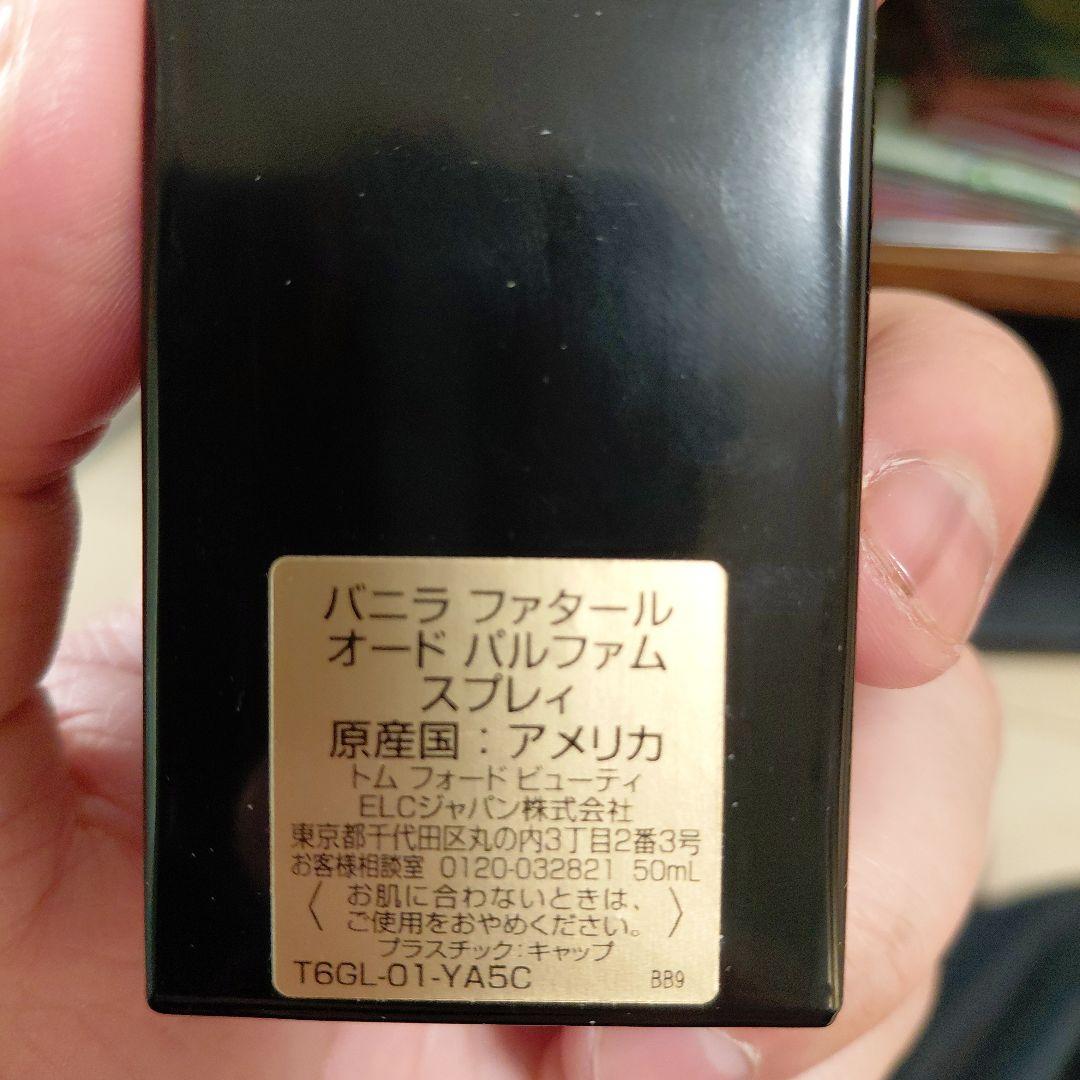 バニラ ファタール
オード パルファム
スプレィ
原産国：アメリカ
トム フォード ビューティ
ELCジャパン株式会社
東京都千代田区丸の内3丁目2番3号
お客様相談室 0120-032821 50mL
〈お肌に合わないときは、
ご使用をおやめください。〉
プラスチック：キャップ
T6GL-01-YA5C BB9